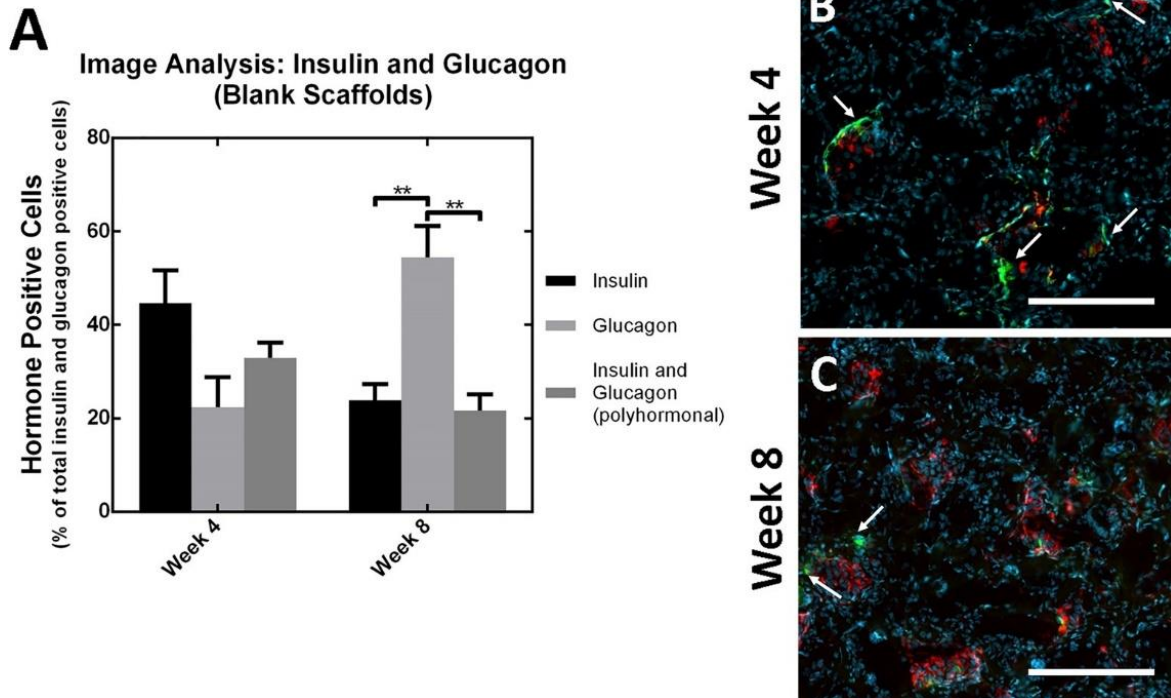 A
Image Analysis: Insulin and Glucagon
(Blank Scaffolds)
Hormone Positive Cells
(% of total insulin and glucagon positive cells)
80
60
40
20
0
**
**
Week 4
Week 8
Insulin
Glucagon
Insulin and
Glucagon
(polyhormonal)
B
Week 4
C
Week 8